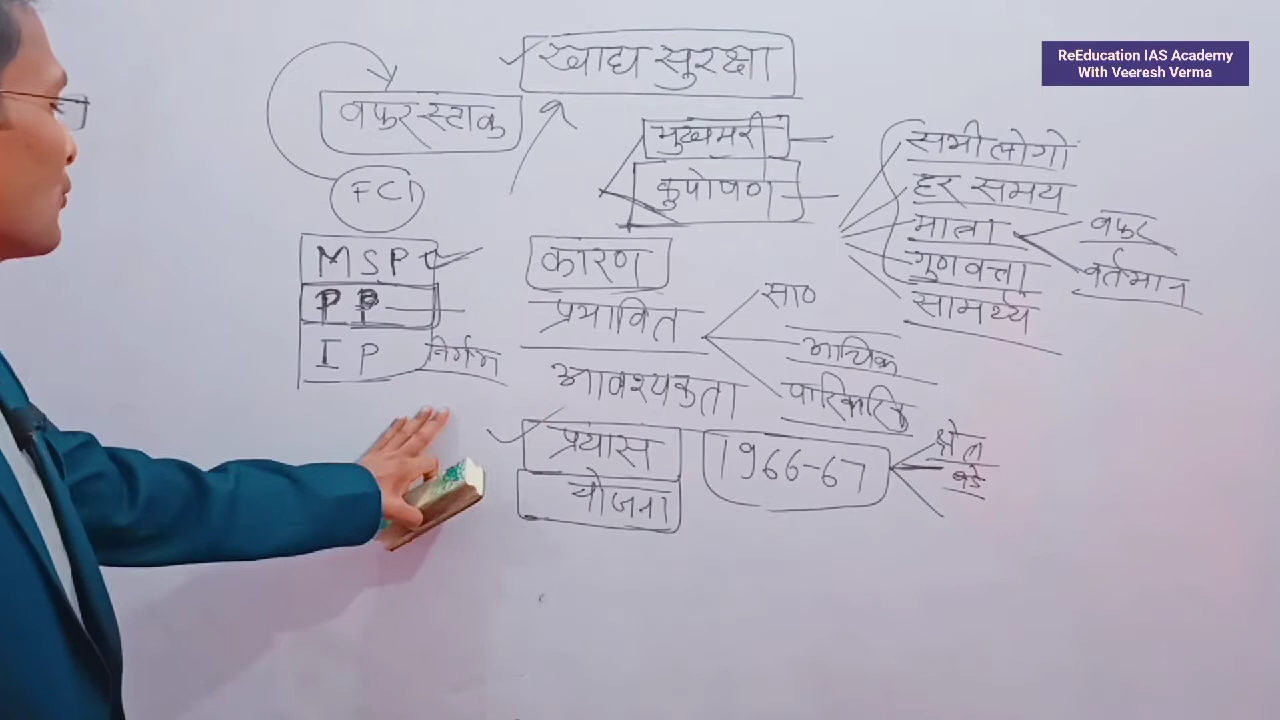 ReEducation IAS Academy
With Veeresh Verma
खाद्य सुरक्षा
बफर स्टाक
FCI
भुखमरी
कुपोषण
सभी लोगों
हर समय
मात्रा
बफर
वर्तमान
गुणवत्ता
सामर्थ्य
MSP
PP
IP
निर्गम
कारण
प्रभावित
सा०
आर्थिक
आवश्यकता
प्रयास
योजना
1966-67
क्षेत्र